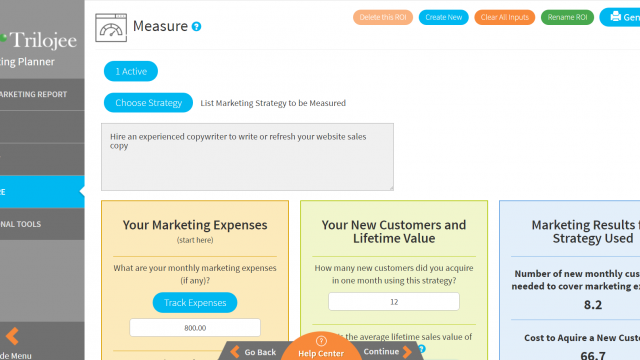 Trilojee
ing Planner
ARKETING REPORT
RE
NAL TOOLS
de Menu
Measure ?
Delete this ROI
Create New
Clear All Inputs
Rename ROI
Gen
1 Active
Choose Strategy
List Marketing Strategy to be Measured
Hire an experienced copywriter to write or refresh your website sales
copy
Your Marketing Expenses
(start here)
What are your monthly marketing expenses
(if any)?
Track Expenses
800.00
Your New Customers and
Lifetime Value
How many new customers did you acquire
in one month using this strategy?
12
s the average lifetime sales value of
?
Marketing Results f
Strategy Used
Number of new monthly cus
needed to cover marketing e
8.2
Cost to Aquire a New Custo
66.7
Go Back
?
Help Center
Continue